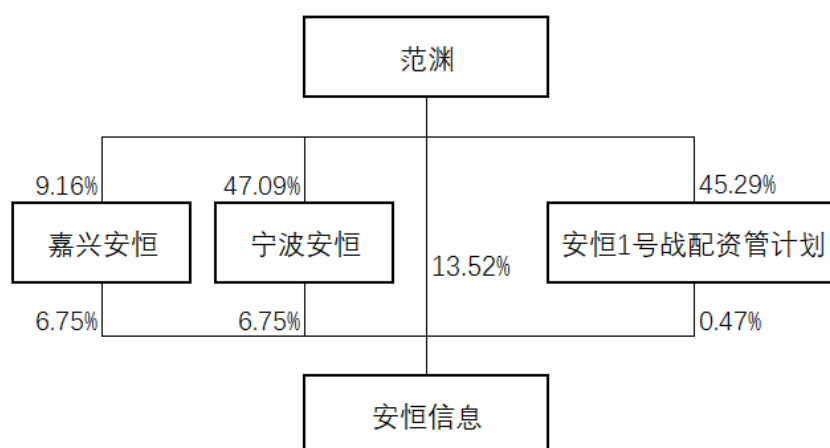 范渊
9.16%
47.09%
45.29%
嘉兴安恒
宁波安恒
13.52%
安恒1号战配资管计划
6.75%
6.75%
0.47%
安恒信息